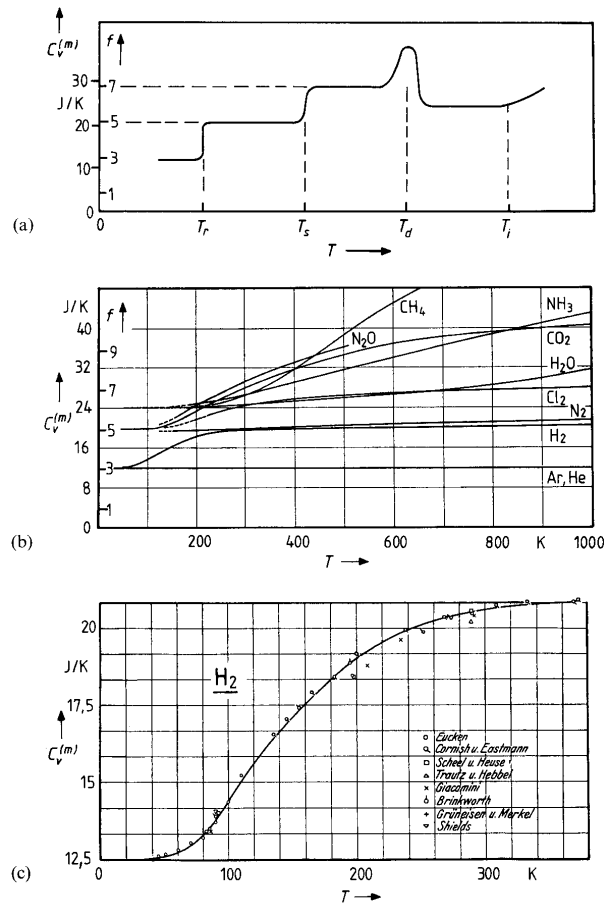 C_v^(m)
J/K
f
30
20
10
0
7
5
3
1
T_r
T_s
T_d
T_i
T
(a)
J/K
f
40
32
24
16
8
0
9
7
5
3
1
C_v^(m)
CH₄
N₂O
NH₃
CO₂
H₂O
Cl₂
N₂
H₂
Ar, He
200
400
600
800
K
1000
T
(b)
20
J/K
17,5
C_v^(m)
15
12,5
H₂
Eucken
Cornish u. Eastmann
Scheel u. Heuse
Trautz u. Hebbel
Giacomini
Brinkworth
Grüneisen u. Merkel
Shields
0
100
200
300
K
T
(c)